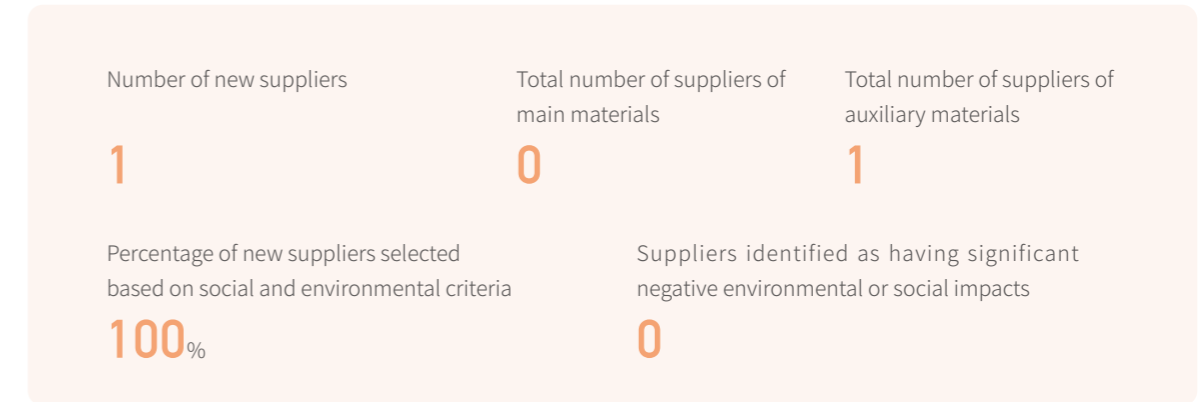 Number of new suppliers
1
Total number of suppliers of
main materials
0
Total number of suppliers of
auxiliary materials
1
Percentage of new suppliers selected
based on social and environmental criteria
100%
Suppliers identified as having significant
negative environmental or social impacts
0